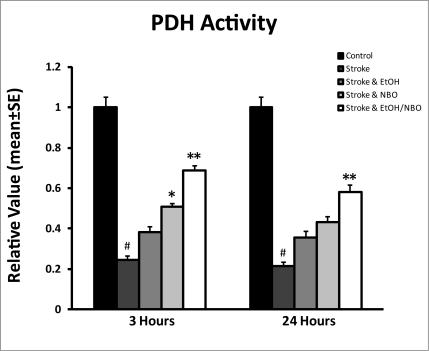 PDH Activity
Relative Value (mean±SE)
1.2
1
0.8
0.6
0.4
0.2
0
Control
Stroke
Stroke & EtOH
Stroke & NBO
Stroke & EtOH/NBO
#
*
**
#
**
3 Hours
24 Hours